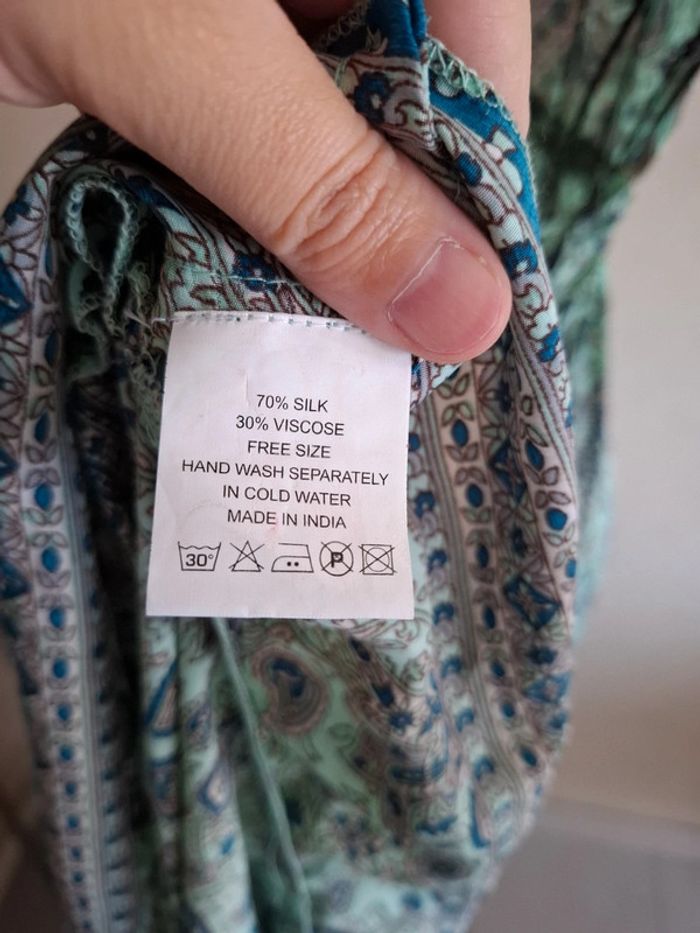 70% SILK
30% VISCOSE
FREE SIZE
HAND WASH SEPARATELY
IN COLD WATER
MADE IN INDIA
30° P